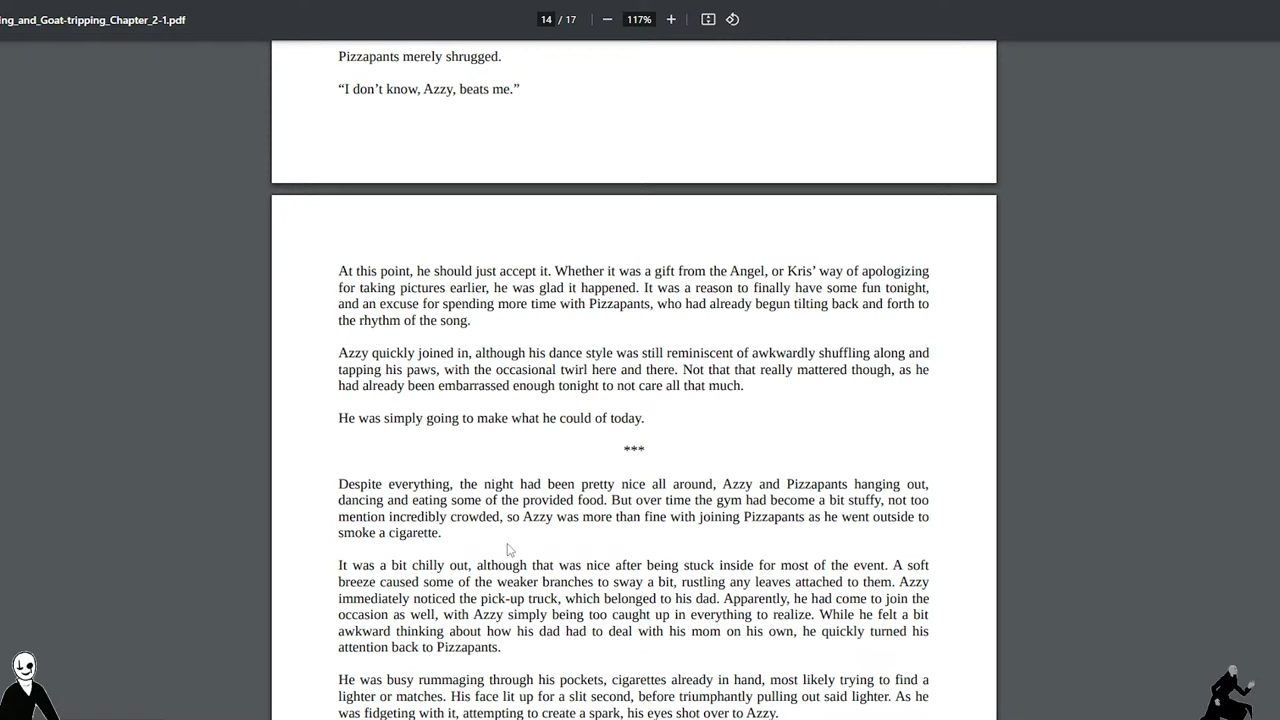 ing_and_Goat-tripping_Chapter_2-1.pdf
14 / 17
117%
Pizzapants merely shrugged.
“I don’t know, Azzy, beats me.”
At this point, he should just accept it. Whether it was a gift from the Angel, or Kris’ way of apologizing
for taking pictures earlier, he was glad it happened. It was a reason to finally have some fun tonight,
and an excuse for spending more time with Pizzapants, who had already begun tilting back and forth to
the rhythm of the song.
Azzy quickly joined in, although his dance style was still reminiscent of awkwardly shuffling along and
tapping his paws, with the occasional twirl here and there. Not that that really mattered though, as he
had already been embarrassed enough tonight to not care all that much.
He was simply going to make what he could of today.
***
Despite everything, the night had been pretty nice all around, Azzy and Pizzapants hanging out,
dancing and eating some of the provided food. But over time the gym had become a bit stuffy, not too
mention incredibly crowded, so Azzy was more than fine with joining Pizzapants as he went outside to
smoke a cigarette.
It was a bit chilly out, although that was nice after being stuck inside for most of the event. A soft
breeze caused some of the weaker branches to sway a bit, rustling any leaves attached to them. Azzy
immediately noticed the pick-up truck, which belonged to his dad. Apparently, he had come to join the
occasion as well, with Azzy simply being too caught up in everything to realize. While he felt a bit
awkward thinking about how his dad had to deal with his mom on his own, he quickly turned his
attention back to Pizzapants.
He was busy rummaging through his pockets, cigarettes already in hand, most likely trying to find a
lighter or matches. His face lit up for a slit second, before triumphantly pulling out said lighter. As he
was fidgeting with it, attempting to create a spark, his eyes shot over to Azzy.